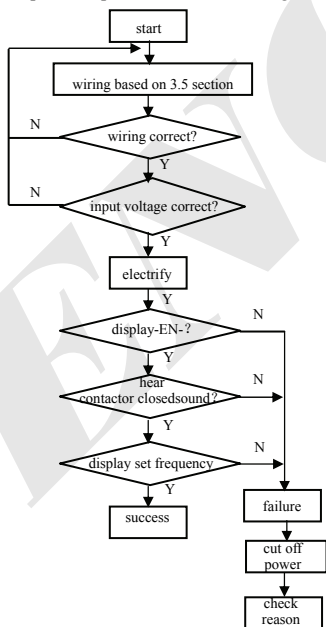 start
wiring based on 3.5 section
N
wiring correct?
Y
N
input voltage correct?
Y
electrify
Y
N
display-EN-?
Y
hear
N
contactor closedsound?
Y
N
display set frequency
Y
success
failure
cut off
power
check
reason